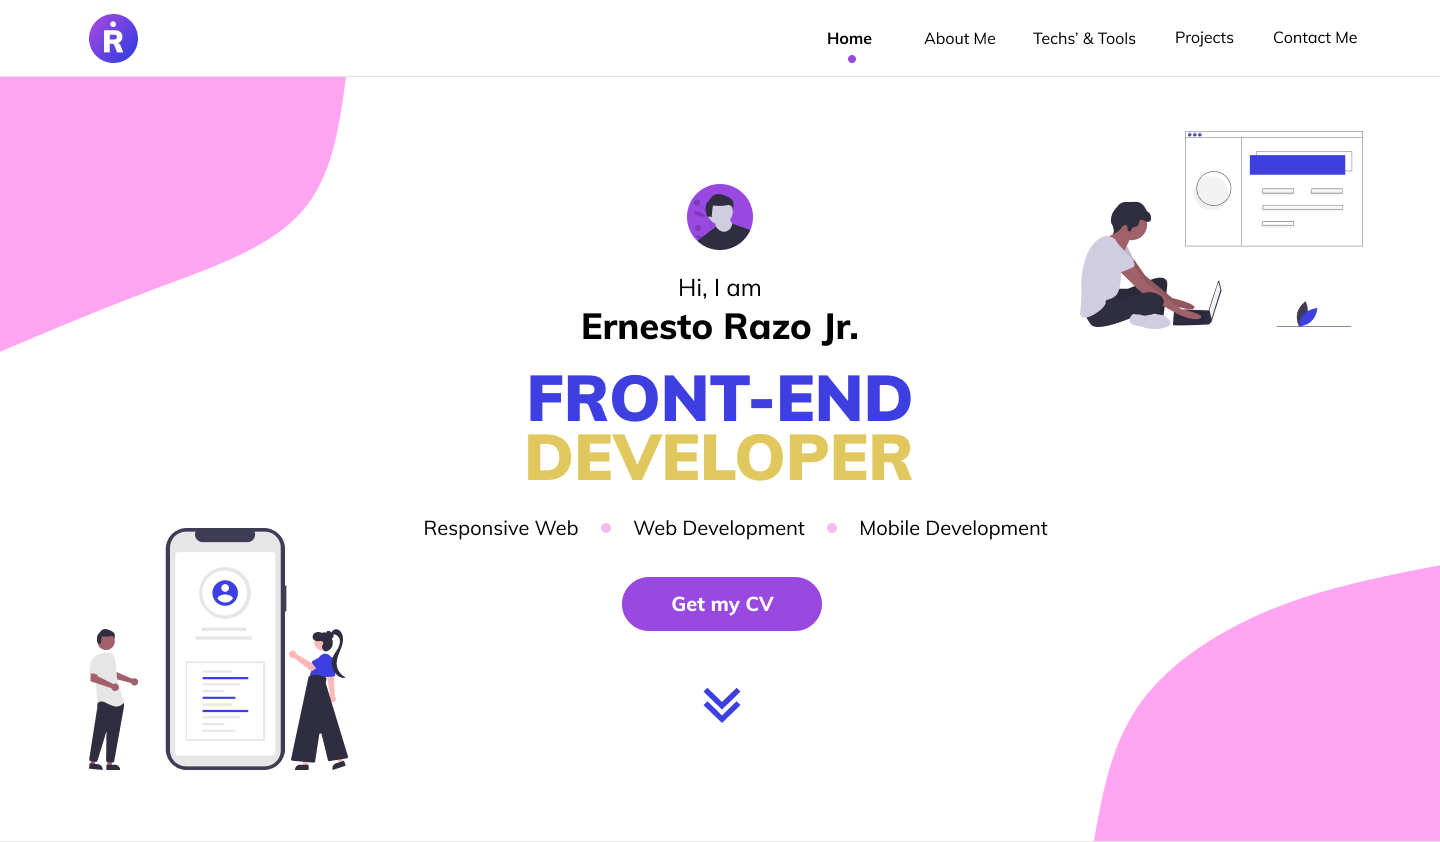 R
Home About Me Techs’ & Tools Projects Contact Me
Hi, I am
Ernesto Razo Jr.
FRONT-END
DEVELOPER
Responsive Web Web Development Mobile Development
Get my CV